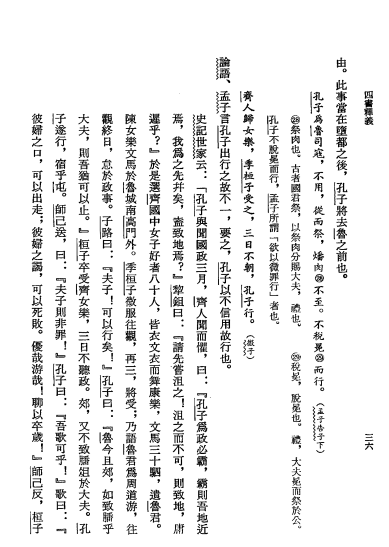 四書釋義
三六
由。此事當在墮都之後，孔子將去魯之前也。
孔子為魯司寇，不用，從而祭，燔肉㉘不至。不稅冕㉙而行。（孟子告子下）
㉘祭肉也。古者國君祭，以祭肉分賜大夫，禮也。　㉙稅冕，脫冕也。禮，大夫冕而祭於公。
孔子不脫冕而行，孟子所謂「欲以微罪行」者也。
齊人歸女樂，季桓子受之，三日不朝，孔子行。（微子）
論語、孟子言孔子出行之故不一，要之，孔子以不信用故行也。
史記世家云：「孔子與聞國政三月，齊人聞而懼，曰：『孔子為政必霸，霸則吾地近
焉，我為之先幷矣，盍致地焉？』黎鉏曰：『請先嘗沮之！沮之而不可，則致地，庸
遲乎？』於是選齊國中女子好者八十人，皆衣文衣而舞康樂，文馬三十駟，遺魯君。
陳女樂文馬於魯城南高門外。季桓子微服往觀，再三，將受；乃語魯君為周道游，往
觀終日，怠於政事。子路曰：『夫子！可以行矣！』孔子曰：『魯今且郊，如致膰乎
大夫，則吾猶可以止。』桓子卒受齊女樂，三日不聽政。郊，又不致膰俎於大夫。孔
子遂行，宿乎屯。師己送，曰：『夫子則非罪！』孔子曰：『吾歌可乎！』歌曰：『
彼婦之口，可以出走，彼婦之謁，可以死敗。優哉游哉！聊以卒歲！』師己反，桓子